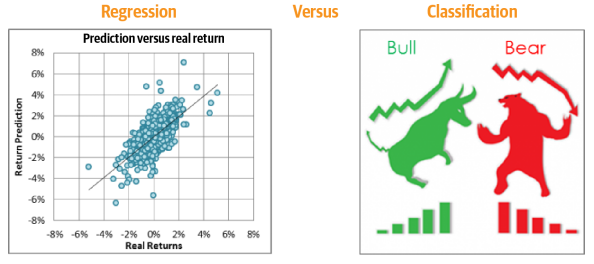 Regression Versus Classification
Prediction versus real return
Return Prediction
8%
6%
4%
2%
0%
-2%
-4%
-6%
-8%
-8% -6% -4% -2% 0% 2% 4% 6% 8%
Real Returns
Bull Bear